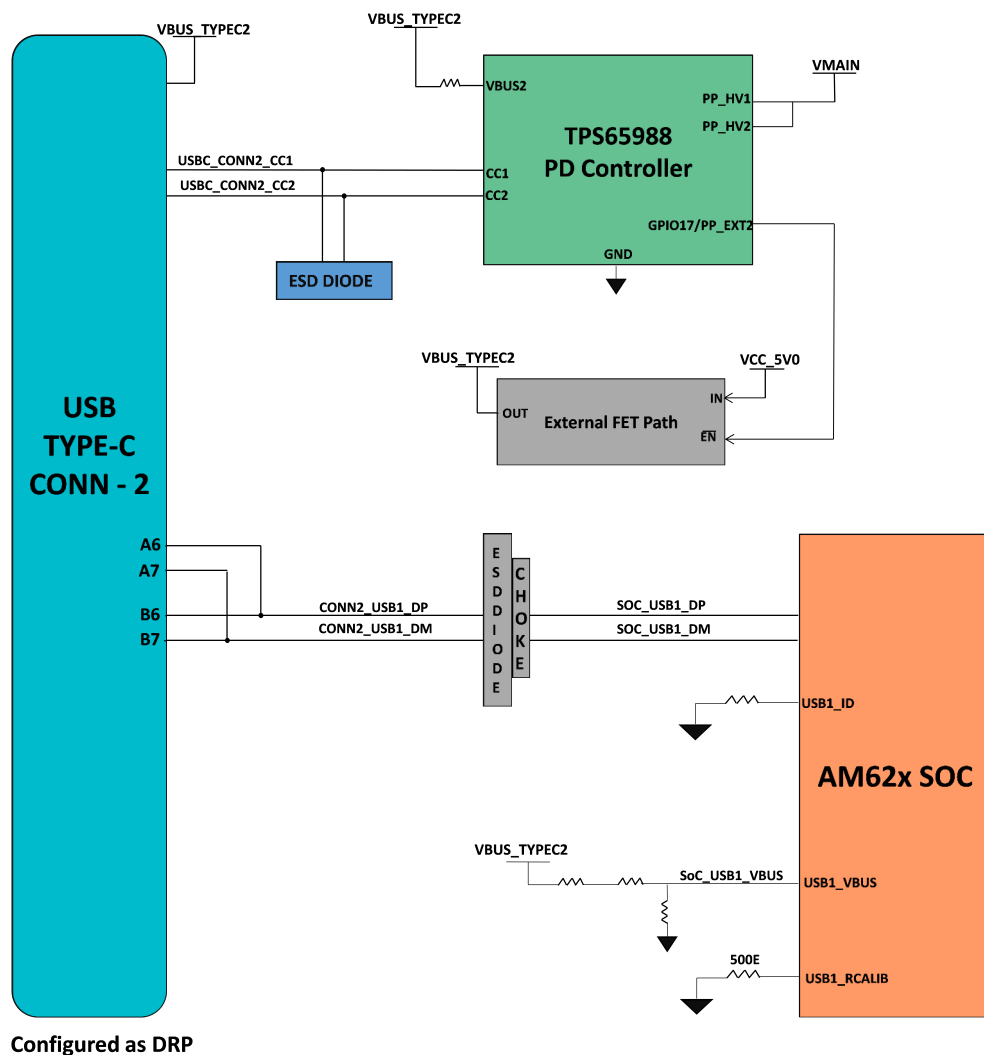 VBUS_TYPEC2
VBUS_TYPEC2
VMAIN
VBUS2
PP_HV1
PP_HV2
TPS65988
PD Controller
USBC_CONN2_CC1
CC1
USBC_CONN2_CC2
CC2
GPIO17/PP_EXT2
GND
ESD DIODE
VBUS_TYPEC2
VCC_5V0
IN
OUT
External FET Path
EN
USB
TYPE-C
CONN - 2
A6
A7
B6
B7
CONN2_USB1_DP
CONN2_USB1_DM
ESDDIODE
CHOKE
SOC_USB1_DP
SOC_USB1_DM
USB1_ID
AM62x SOC
VBUS_TYPEC2
SoC_USB1_VBUS
USB1_VBUS
500E
USB1_RCALIB
Configured as DRP